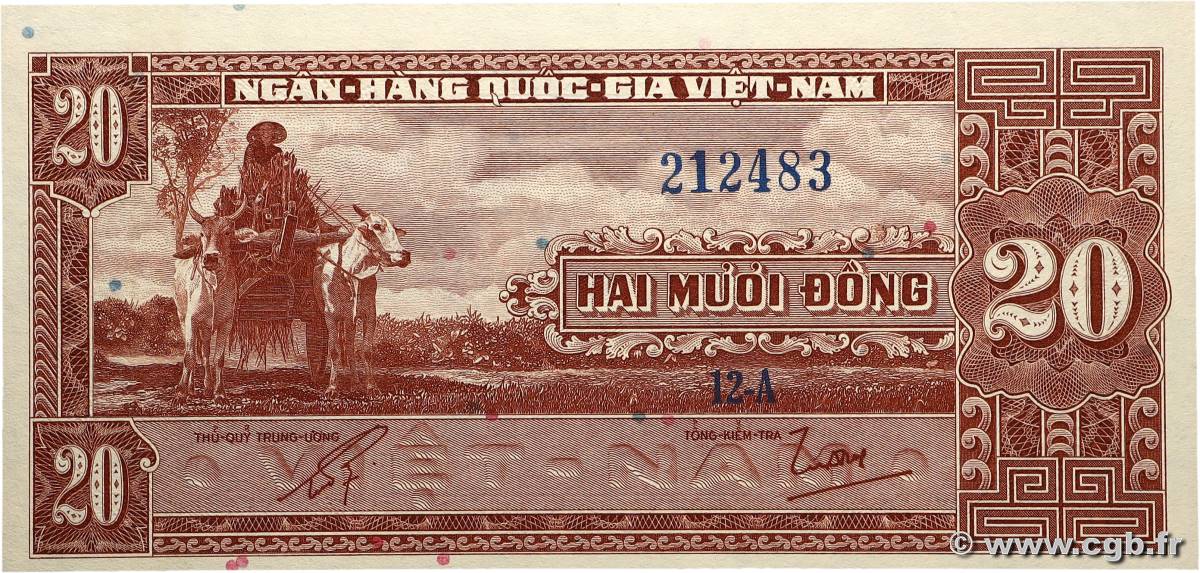 20
NGÂN-HÀNG QUỐC-GIA VIỆT-NAM
212483
HAI MƯƠI ĐỒNG
20
12-A
20
THỦ-QUỸ TRUNG-ƯƠNG
TỔNG-KIỂM-TRA
VIỆT-NAM
© www.cgb.fr